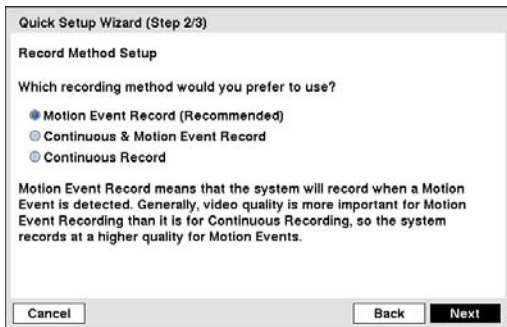 Quick Setup Wizard (Step 2/3)
Record Method Setup
Which recording method would you prefer to use?
Motion Event Record (Recommended)
Continuous & Motion Event Record
Continuous Record
Motion Event Record means that the system will record when a Motion
Event is detected. Generally, video quality is more important for Motion
Event Recording than it is for Continuous Recording, so the system
records at a higher quality for Motion Events.
Cancel Back Next